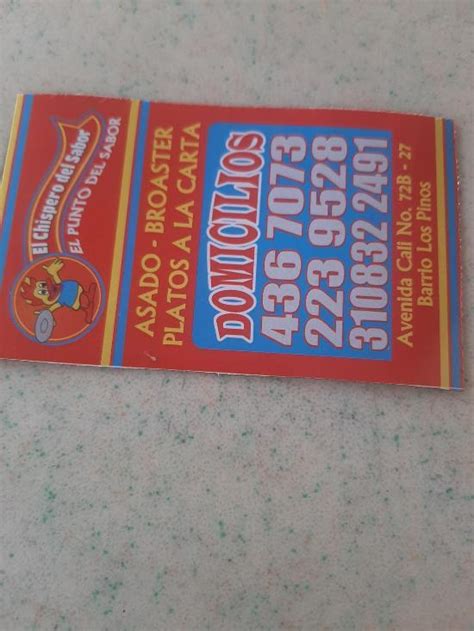 El Chispero del Sabor
EL PUNTO DEL SABOR
ASADO - BROASTER
PLATOS A LA CARTA
DOMICILIOS
436 7073
223 9528
310832 2491
Avenida Cali No. 72B - 27
Barrio Los Pinos